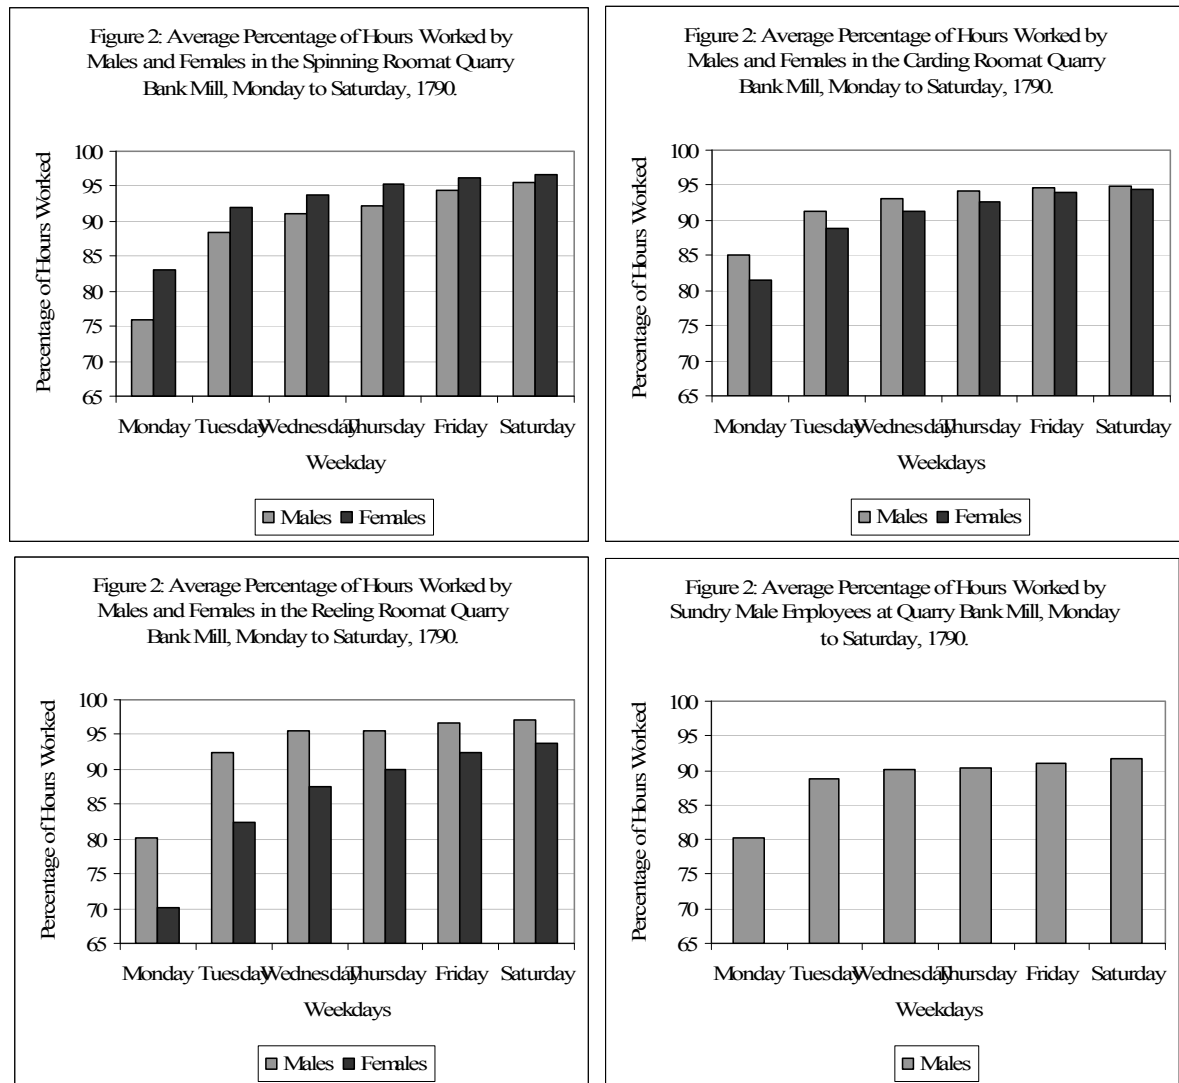 Figure 2: Average Percentage of Hours Worked by
Males and Females in the Spinning Room at Quarry
Bank Mill, Monday to Saturday, 1790.
Percentage of Hours Worked
100
95
90
85
80
75
70
65
Monday Tuesday Wednesday Thursday Friday Saturday
Weekday
Males Females
Figure 2: Average Percentage of Hours Worked by
Males and Females in the Carding Room at Quarry
Bank Mill, Monday to Saturday, 1790.
Percentage of Hours Worked
100
95
90
85
80
75
70
65
Monday Tuesday Wednesday Thursday Friday Saturday
Weekdays
Males Females
Figure 2: Average Percentage of Hours Worked by
Males and Females in the Reeling Room at Quarry
Bank Mill, Monday to Saturday, 1790.
Percentage of Hours Worked
100
95
90
85
80
75
70
65
Monday Tuesday Wednesday Thursday Friday Saturday
Weekdays
Males Females
Figure 2: Average Percentage of Hours Worked by
Sundry Male Employees at Quarry Bank Mill, Monday
to Saturday, 1790.
Percentage of Hours Worked
100
95
90
85
80
75
70
65
Monday Tuesday Wednesday Thursday Friday Saturday
Weekdays
Males